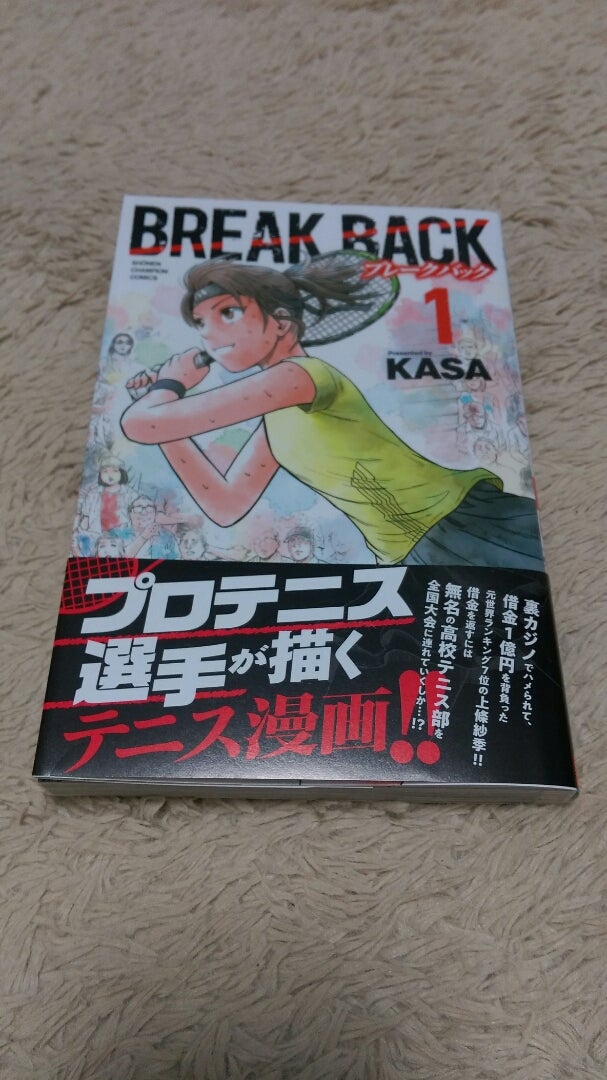 BREAK BACK
ブレークバック
SHŌNEN
CHAMPION
COMICS
1
Presented by
KASA
プロテニス
選手が描く
テニス漫画!!
裏カジノでハメられて、
借金1億円を背負った
元世界ランキング7位の上條紗季!!
借金を返すには
無名の高校テニス部を
全国大会に連れていくしか…!?